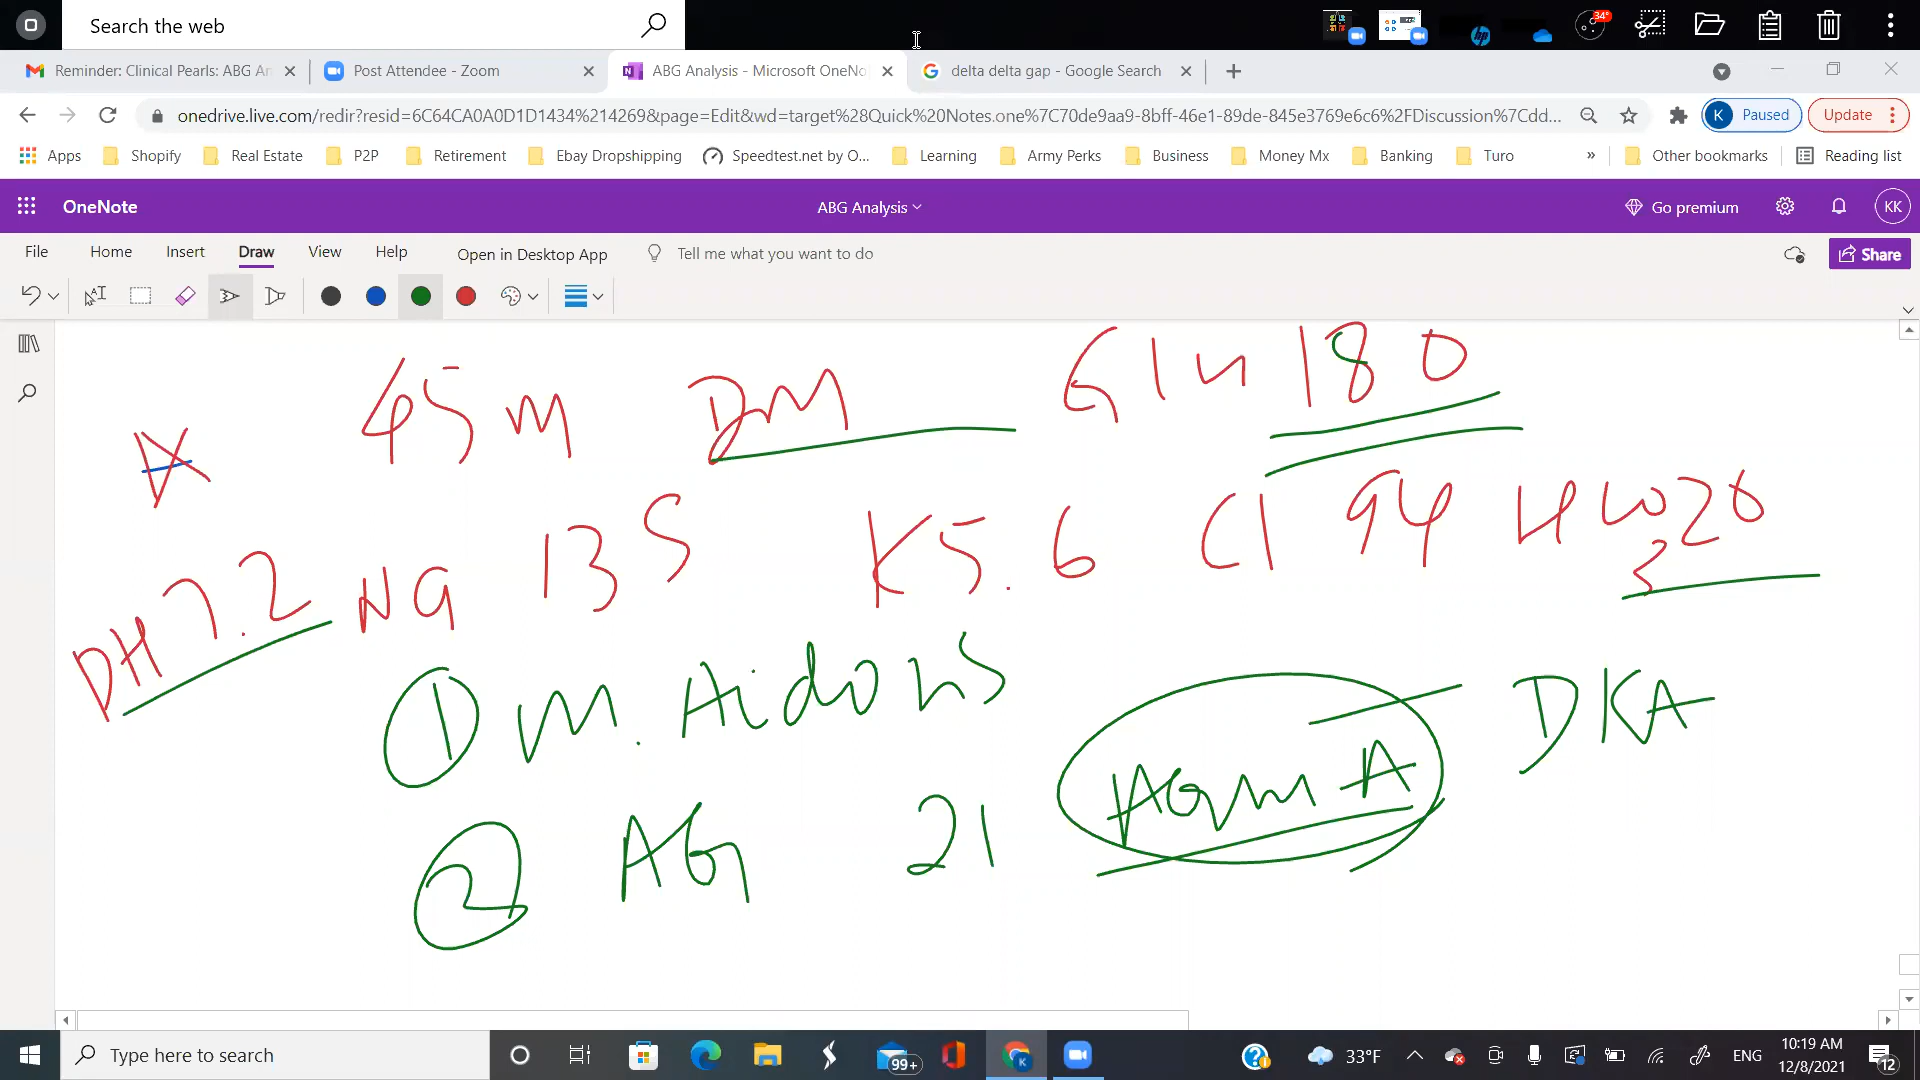 Search the web
34°
Reminder: Clinical Pearls: ABG An
Post Attendee - Zoom
ABG Analysis - Microsoft OneNo
delta delta gap - Google Search
onedrive.live.com/redir?resid=6C64CA0A0D1D1434%214269&page=Edit&wd=target%28Quick%20Notes.one%7C70de9aa9-8bff-46e1-89de-845e3769e6c6%2FDiscussion%7Cdd...
K Paused
Update
Apps Shopify Real Estate P2P Retirement Ebay Dropshipping Speedtest.net by O... Learning Army Perks Business Money Mx Banking Turo » Other bookmarks Reading list
OneNote
ABG Analysis
Go premium
KK
File Home Insert Draw View Help Open in Desktop App Tell me what you want to do
Share
45 m DM Glu 180
PH 7.2 Na 135 K 5.6 Cl 94 HCO3 20
① M. Aidons
AGMA DKA
② AG 21
Type here to search
99+
33°F
ENG
10:19 AM
12/8/2021
12